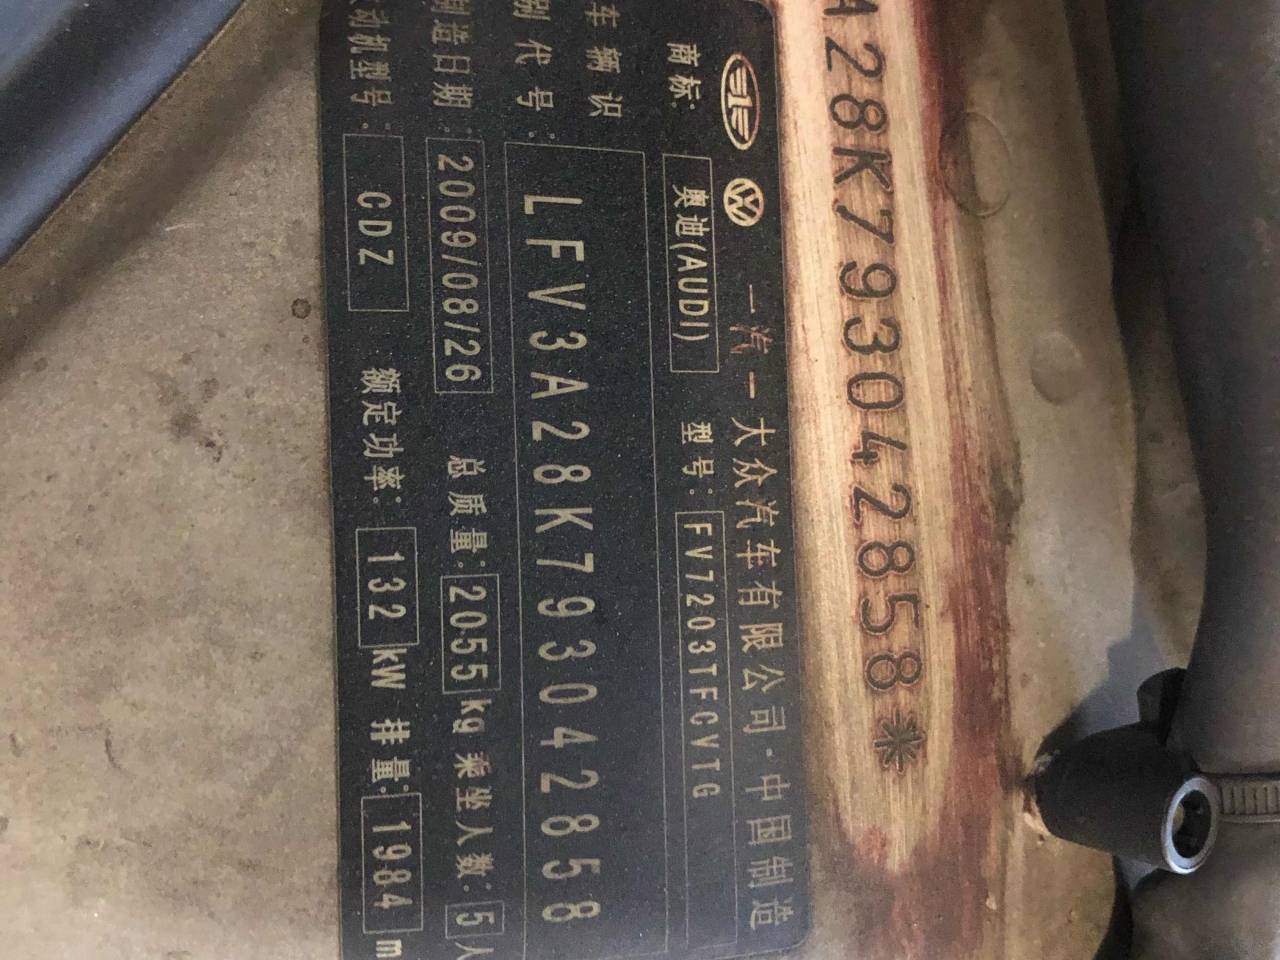 A28K793042858*
一汽一大众汽车有限公司·中国制造
商标: 奥迪(AUDI) 型号: FV7203TFCVTG
车辆识
别代号: LFV3A28K793042858
制造日期: 2009/08/26 总质量: 2055 kg 乘坐人数: 5 人
动机型号: CDZ 额定功率: 132 kW 排量: 1984 m